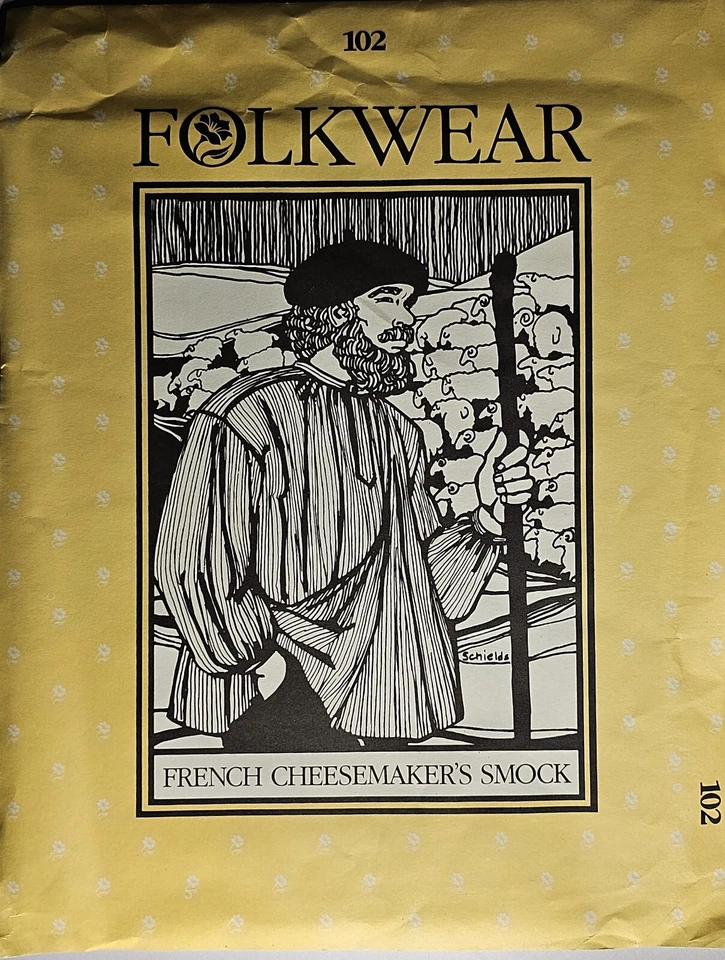 102
FOLKWEAR
Schields
FRENCH CHEESEMAKER'S SMOCK
102